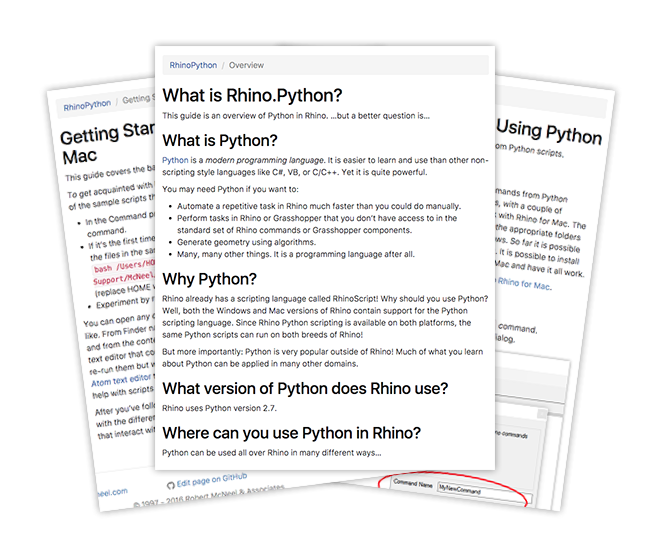 RhinoPython / Overview
What is Rhino.Python?
This guide is an overview of Python in Rhino. ...but a better question is...
What is Python?
Python is a modern programming language. It is easier to learn and use than other non-
scripting style languages like C#, VB, or C/C++. Yet it is quite powerful.
You may need Python if you want to:
• Automate a repetitive task in Rhino much faster than you could do manually.
• Perform tasks in Rhino or Grasshopper that you don't have access to in the
standard set of Rhino commands or Grasshopper components.
• Generate geometry using algorithms.
• Many, many other things. It is a programming language after all.
Why Python?
Rhino already has a scripting language called RhinoScript! Why should you use Python?
Well, both the Windows and Mac versions of Rhino contain support for the Python
scripting language. Since Rhino Python scripting is available on both platforms, the
same Python scripts can run on both breeds of Rhino!
But more importantly: Python is very popular outside of Rhino! Much of what you learn
about Python can be applied in many other domains.
What version of Python does Rhino use?
Rhino uses Python version 2.7.
Where can you use Python in Rhino?
Python can be used all over Rhino in many different ways...
RhinoPython / Getting
Getting Star
Mac
This guide covers the ba
To get acquainted with
of the sample scripts th
• In the Command p
command.
• If it's the first time
the files in the sam
bash /Users/HO
Support/McNeel
(replace HOME
• Experiment by
You can open any
like. From Finder
and from the conte
text editor that co
re-run them but w
Atom text editor
help with scripts
After you've foll
with the differe
that interact wi
neel.com
Edit page on GitHub
© 1997 - 2016 Robert McNeel & Associates
Using Python
om Python scripts.
mmands from Python
s, with a couple of
k with Rhino for Mac. The
the appropriate folders
ws. So far it is possible
it is possible to install
Mac and have it all work.
Rhino for Mac.
command.
ialog.
new commands
Command Name MyNewCommand